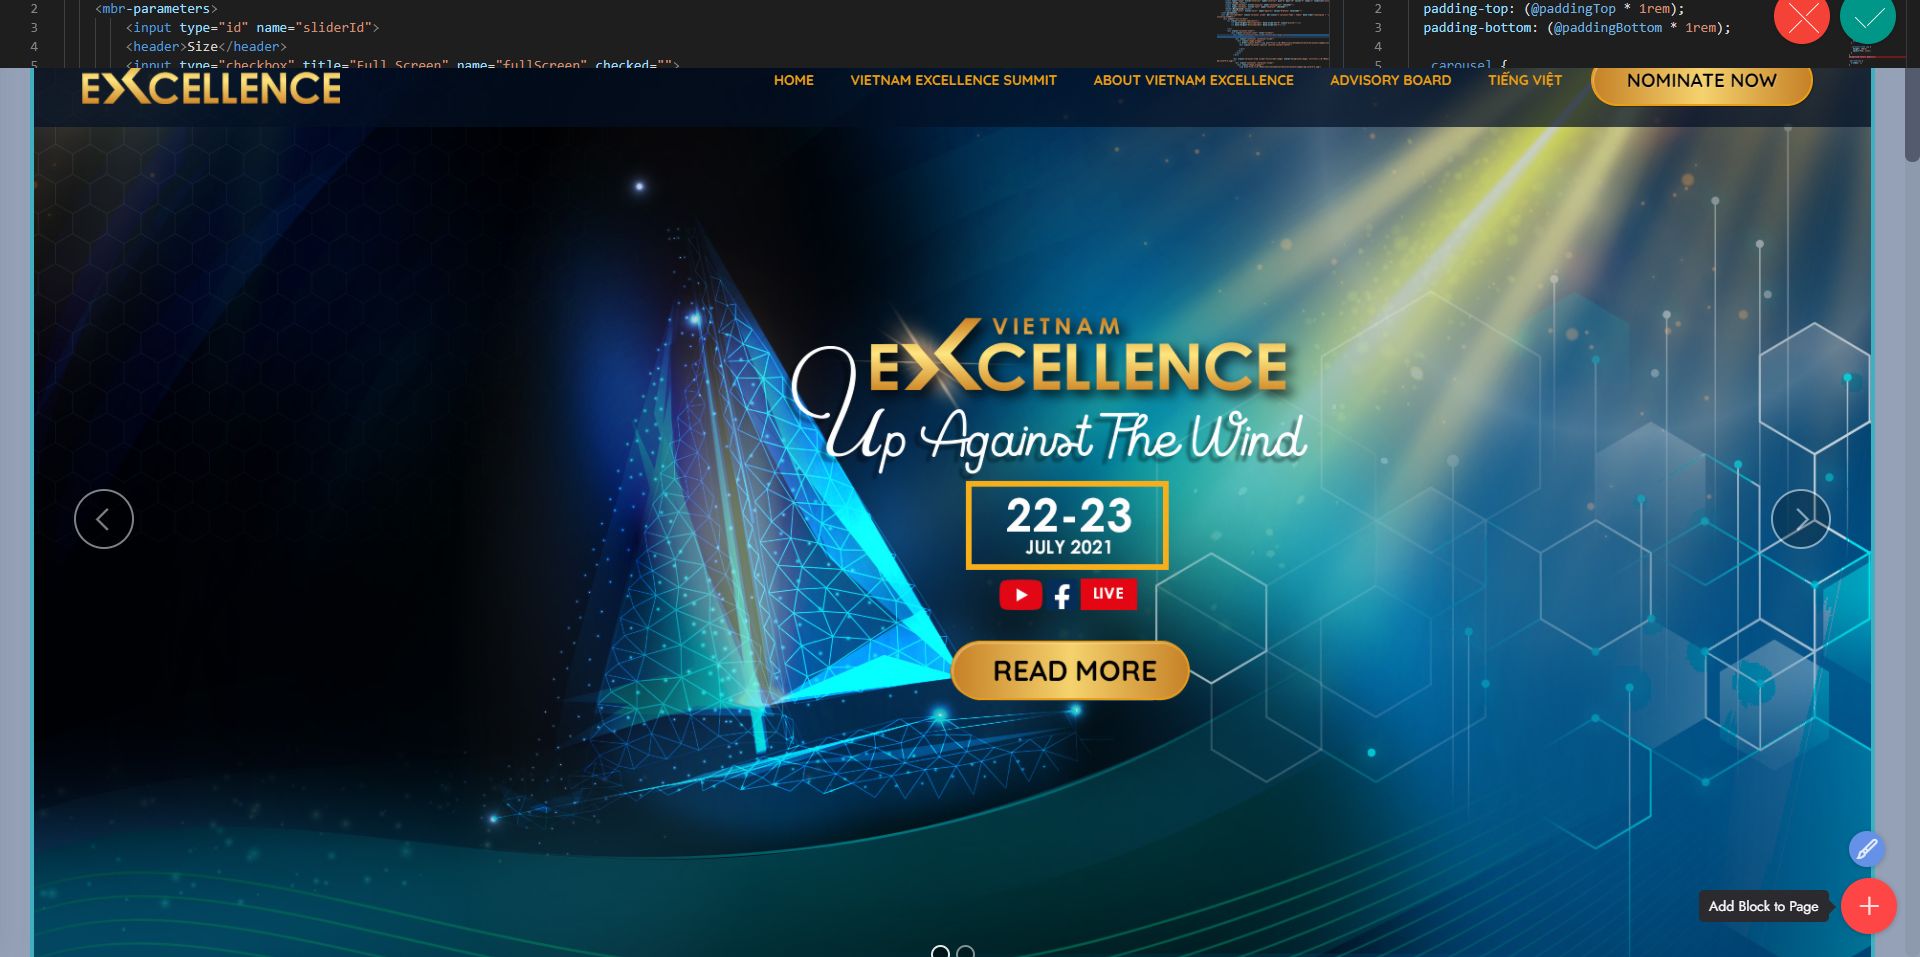 2 <mbr-parameters>
3 <input type="id" name="sliderId">
4 <header>Size</header>
5 <input type="checkbox" title="Full Screen" name="fullScreen" checked="">
2 padding-top: (@paddingTop * 1rem);
3 padding-bottom: (@paddingBottom * 1rem);
4
5 .carousel {
EXCELLENCE
HOME VIETNAM EXCELLENCE SUMMIT ABOUT VIETNAM EXCELLENCE ADVISORY BOARD TIẾNG VIỆT NOMINATE NOW
VIETNAM
EXCELLENCE
Up Against The Wind
22-23
JULY 2021
LIVE
READ MORE
Add Block to Page